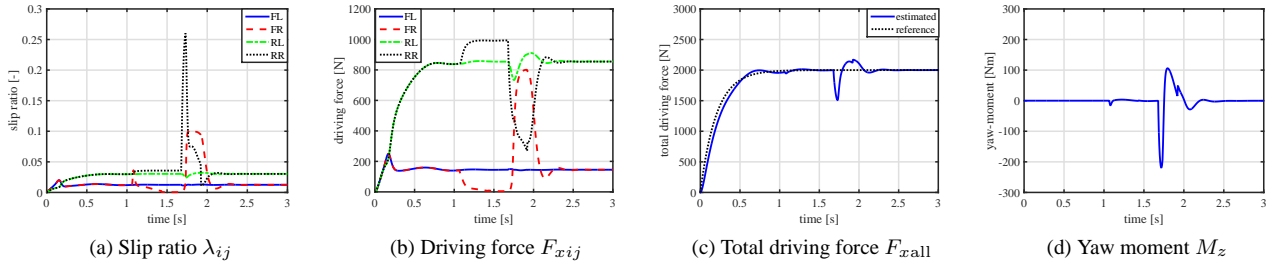 FL
FR
RL
RR
0.3
0.25
0.2
0.15
0.1
0.05
0
slip ratio [-]
0 0.5 1 1.5 2 2.5 3
time [s]
(a) Slip ratio λij
FL
FR
RL
RR
1200
1000
800
600
400
200
0
driving force [N]
0 0.5 1 1.5 2 2.5 3
time [s]
(b) Driving force Fxij
estimated
reference
3000
2500
2000
1500
1000
500
0
total driving force [N]
0 0.5 1 1.5 2 2.5 3
time [s]
(c) Total driving force Fxall
300
200
100
0
-100
-200
-300
yaw-moment [Nm]
0 0.5 1 1.5 2 2.5 3
time [s]
(d) Yaw moment Mz